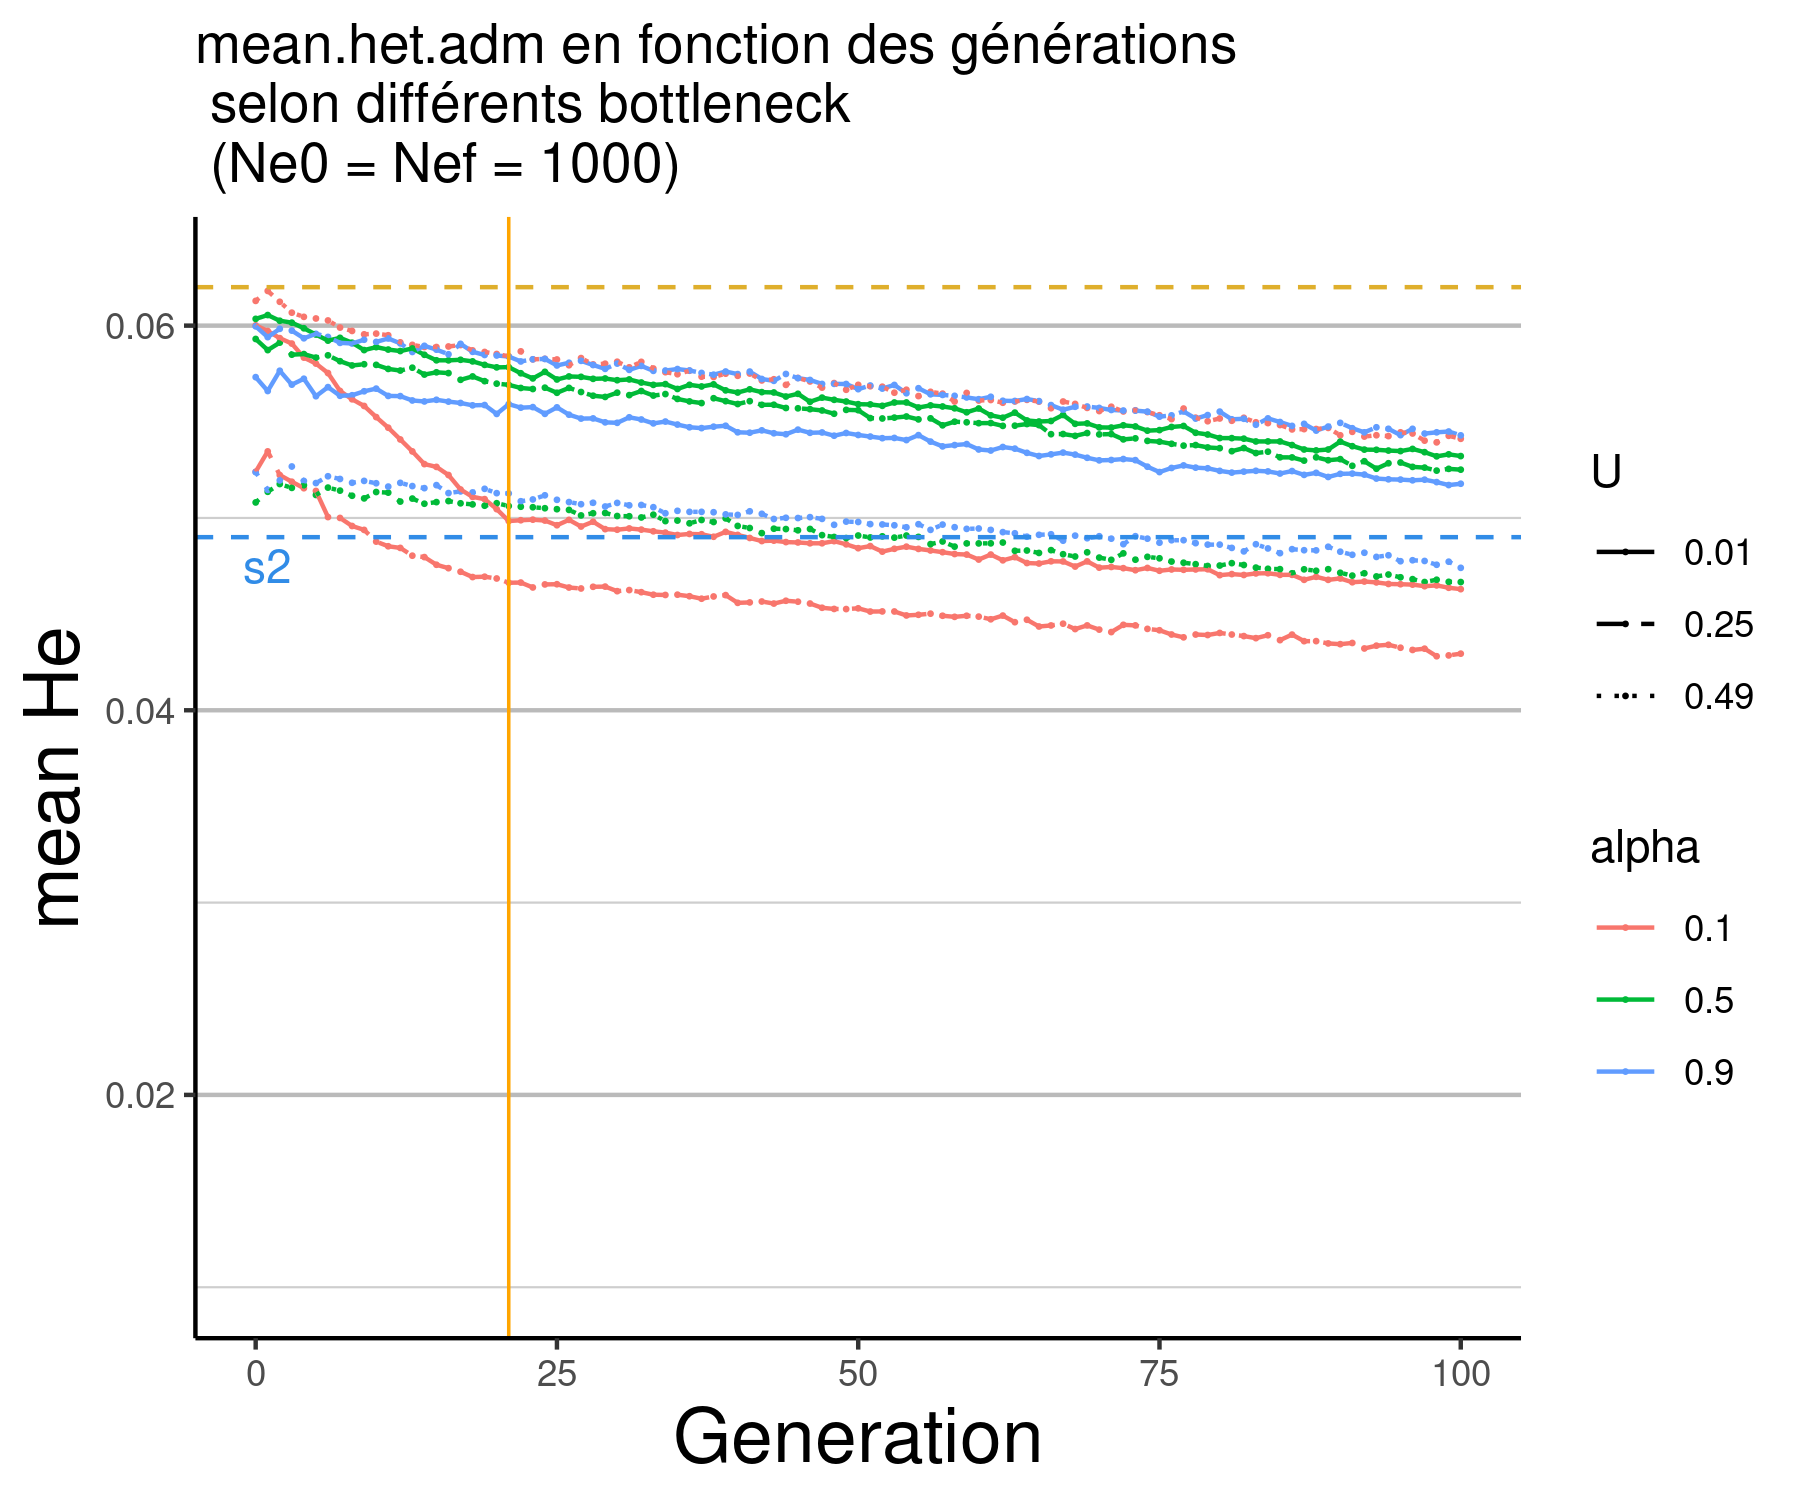 mean.het.adm en fonction des générations
selon différents bottleneck
(Ne0 = Nef = 1000)
mean He
0.06
0.04
0.02
s2
0
25
50
75
100
Generation
U
0.01
0.25
0.49
alpha
0.1
0.5
0.9